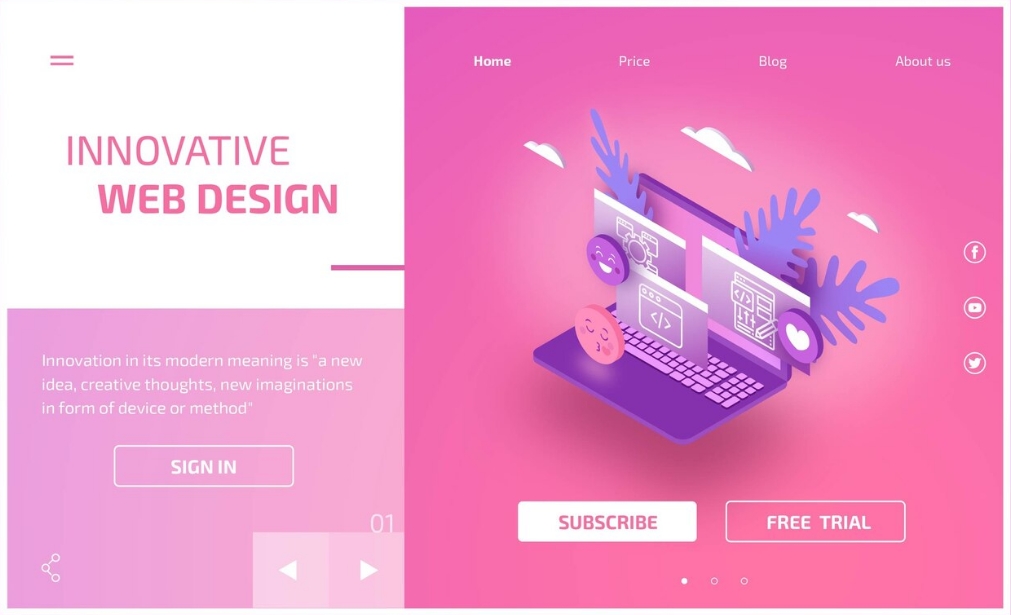 Home
Price
Blog
About us
INNOVATIVE
WEB DESIGN
Innovation in its modern meaning is "a new
idea, creative thoughts, new imaginations
in form of device or method"
SIGN IN
01
</>
</>
SUBSCRIBE
FREE TRIAL